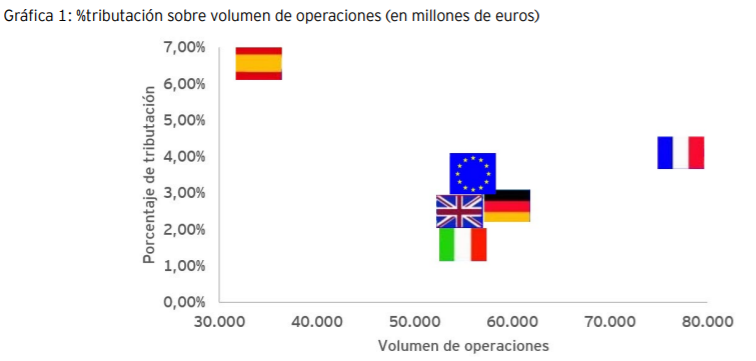 Gráfica 1: %tributación sobre volumen de operaciones (en millones de euros)
Porcentaje de tributación
7,00%
6,00%
5,00%
4,00%
3,00%
2,00%
1,00%
0,00%
30.000 40.000 50.000 60.000 70.000 80.000
Volumen de operaciones